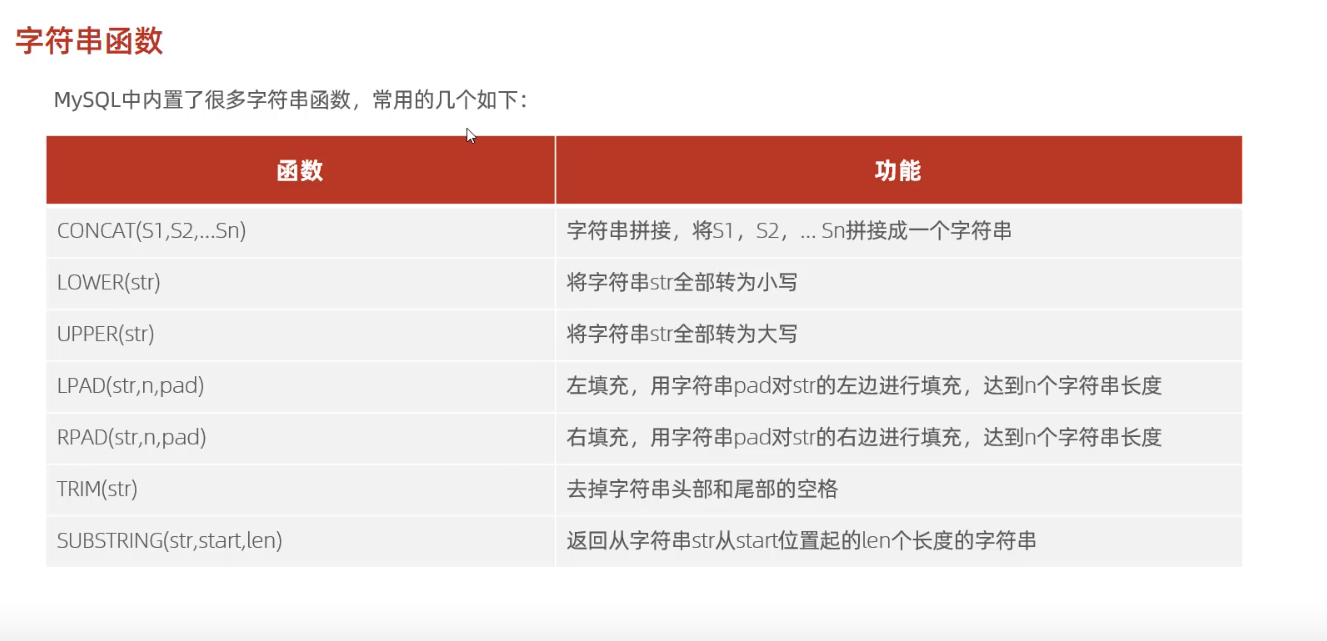 字符串函数
MySQL中内置了很多字符串函数，常用的几个如下：
函数 功能
CONCAT(S1,S2,...Sn) 字符串拼接，将S1，S2，... Sn拼接成一个字符串
LOWER(str) 将字符串str全部转为小写
UPPER(str) 将字符串str全部转为大写
LPAD(str,n,pad) 左填充，用字符串pad对str的左边进行填充，达到n个字符串长度
RPAD(str,n,pad) 右填充，用字符串pad对str的右边进行填充，达到n个字符串长度
TRIM(str) 去掉字符串头部和尾部的空格
SUBSTRING(str,start,len) 返回从字符串str从start位置起的len个长度的字符串